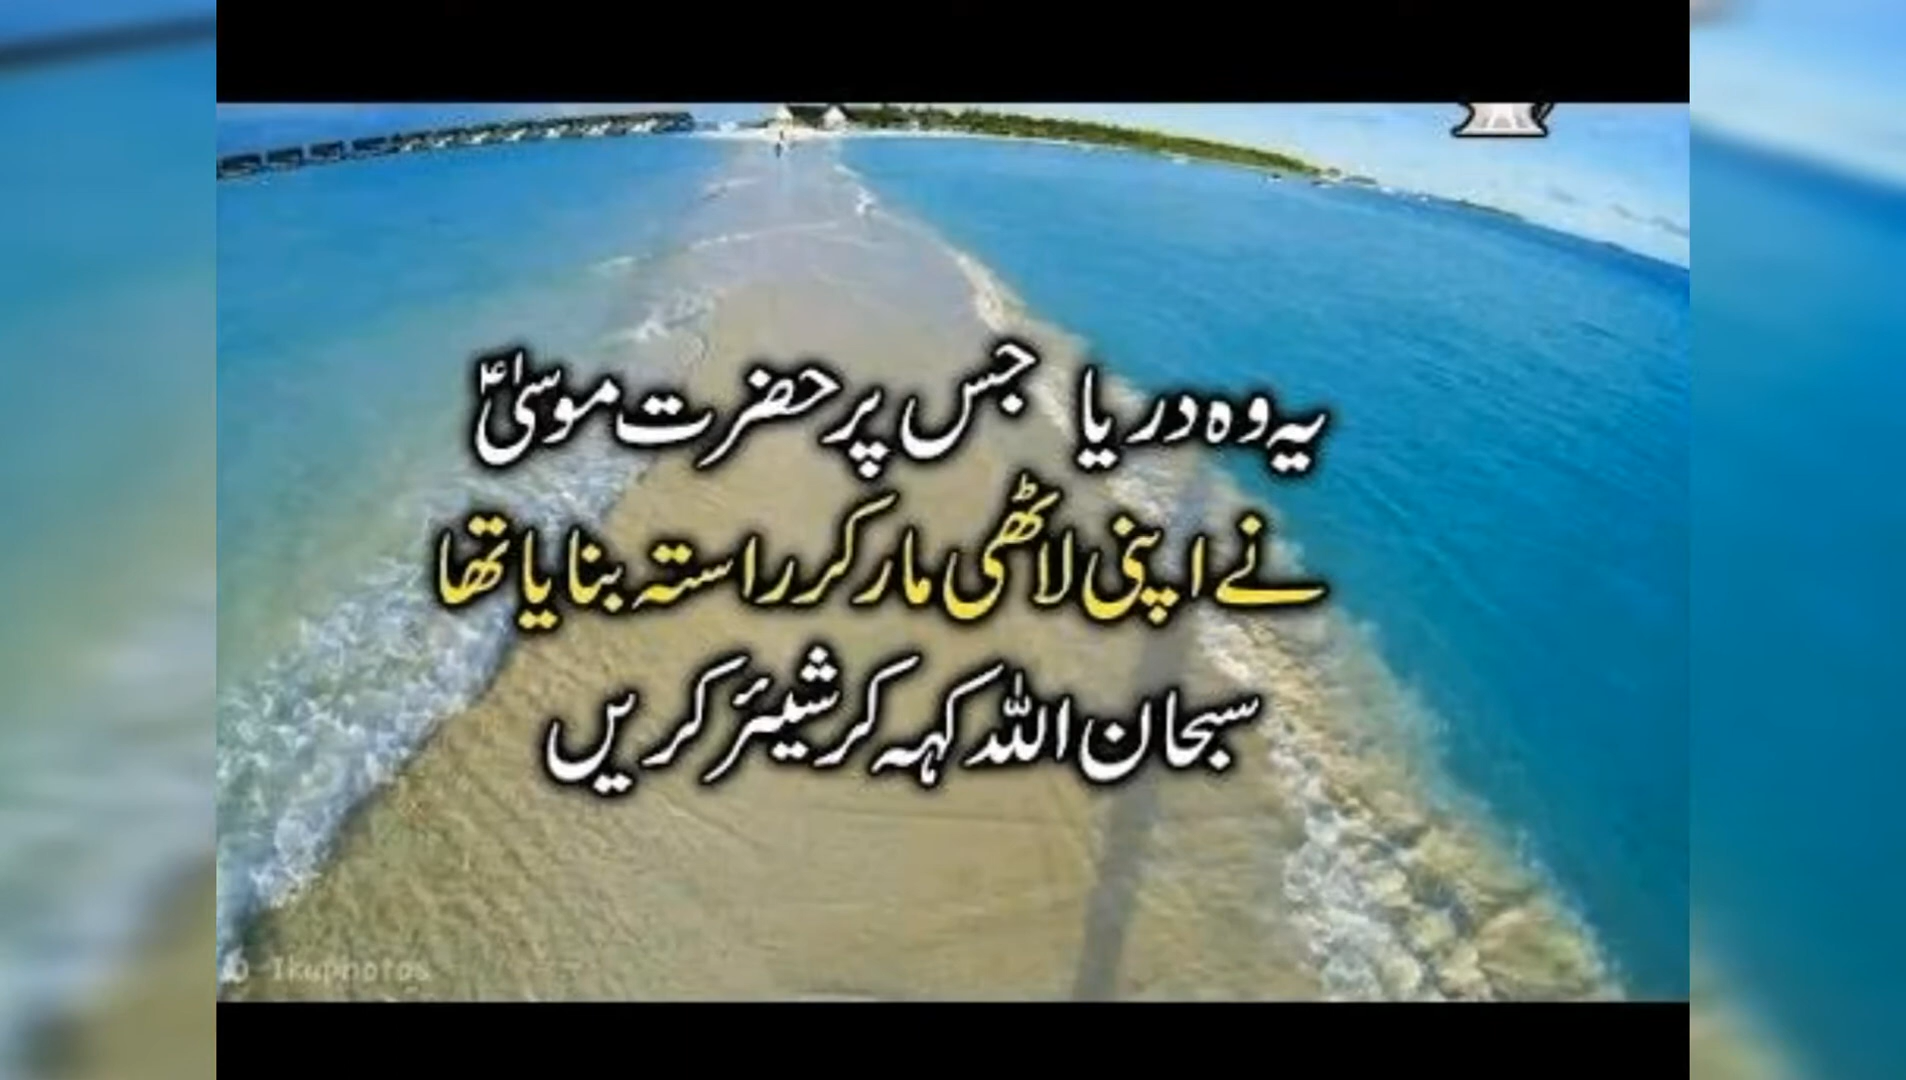 یہ وہ دریا جس پر حضرت موسیٰؑ
نے اپنی لاٹھی مار کر راستہ بنایا تھا
سبحان اللہ کہہ کر شیئر کریں